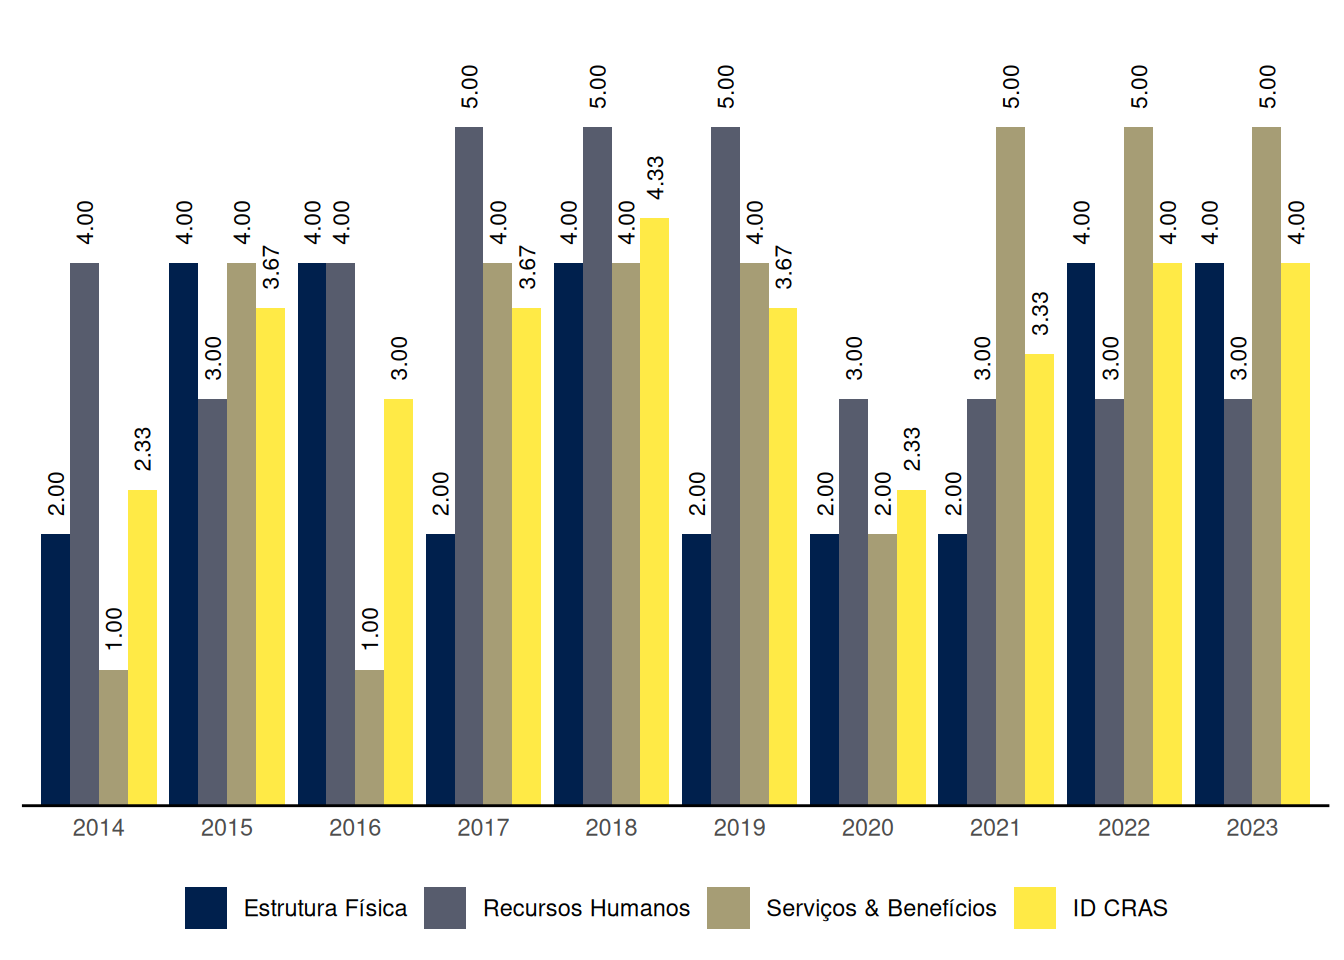 2.00 4.00 1.00 2.33
4.00 3.00 4.00 3.67
4.00 4.00 1.00 3.00
2.00 5.00 4.00 3.67
4.00 5.00 4.00 4.33
2.00 5.00 4.00 3.67
2.00 3.00 2.00 2.33
2.00 3.00 5.00 3.33
4.00 3.00 5.00 4.00
4.00 3.00 5.00 4.00
2014 2015 2016 2017 2018 2019 2020 2021 2022 2023
Estrutura Física Recursos Humanos Serviços & Benefícios ID CRAS